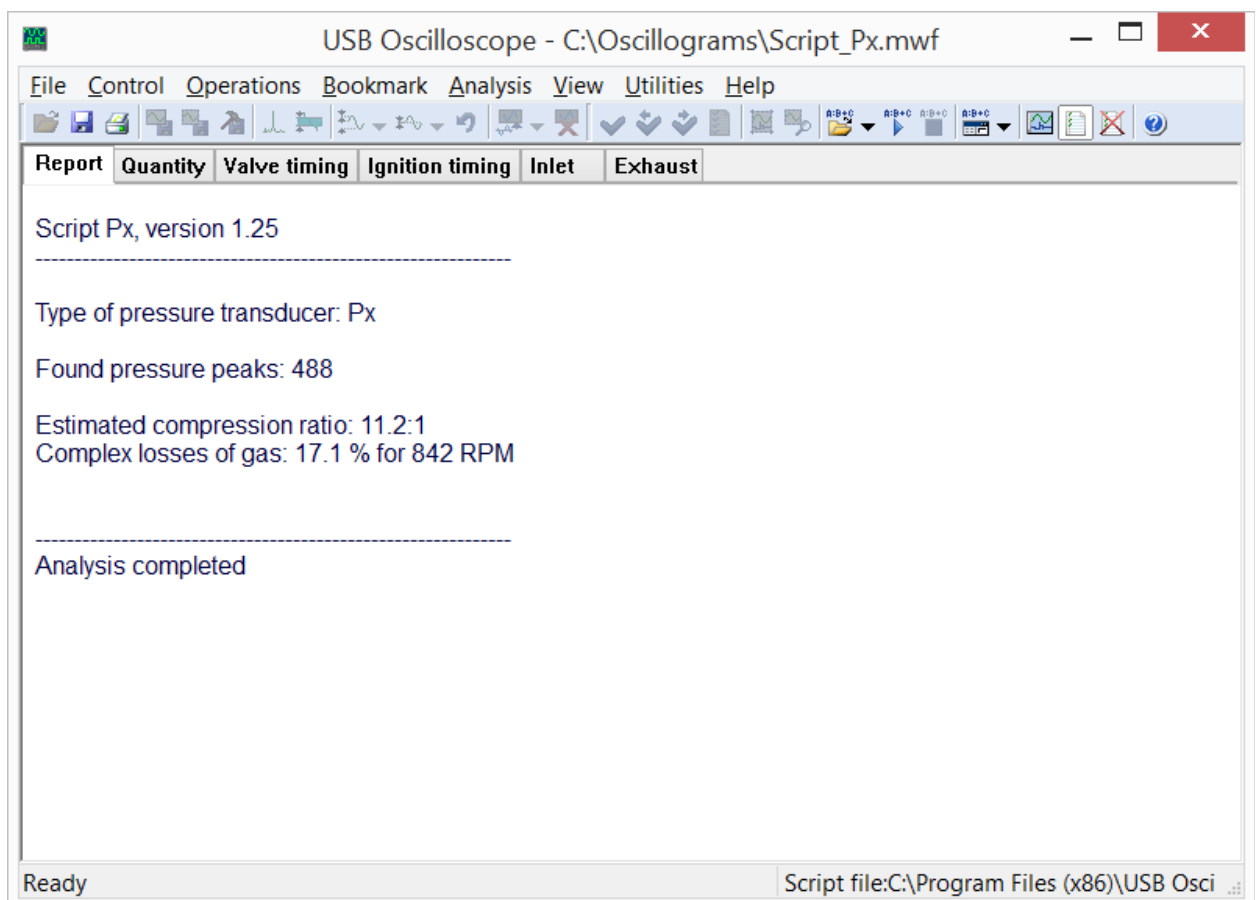 USB Oscilloscope - C:\Oscillograms\Script_Px.mwf
File Control Operations Bookmark Analysis View Utilities Help
A:B+C A:B+C A:B+C A:B+C
Report Quantity Valve timing Ignition timing Inlet Exhaust
Script Px, version 1.25
-------------------------------------------------------------
Type of pressure transducer: Px
Found pressure peaks: 488
Estimated compression ratio: 11.2:1
Complex losses of gas: 17.1 % for 842 RPM
-------------------------------------------------------------
Analysis completed
Ready Script file:C:\Program Files (x86)\USB Osci